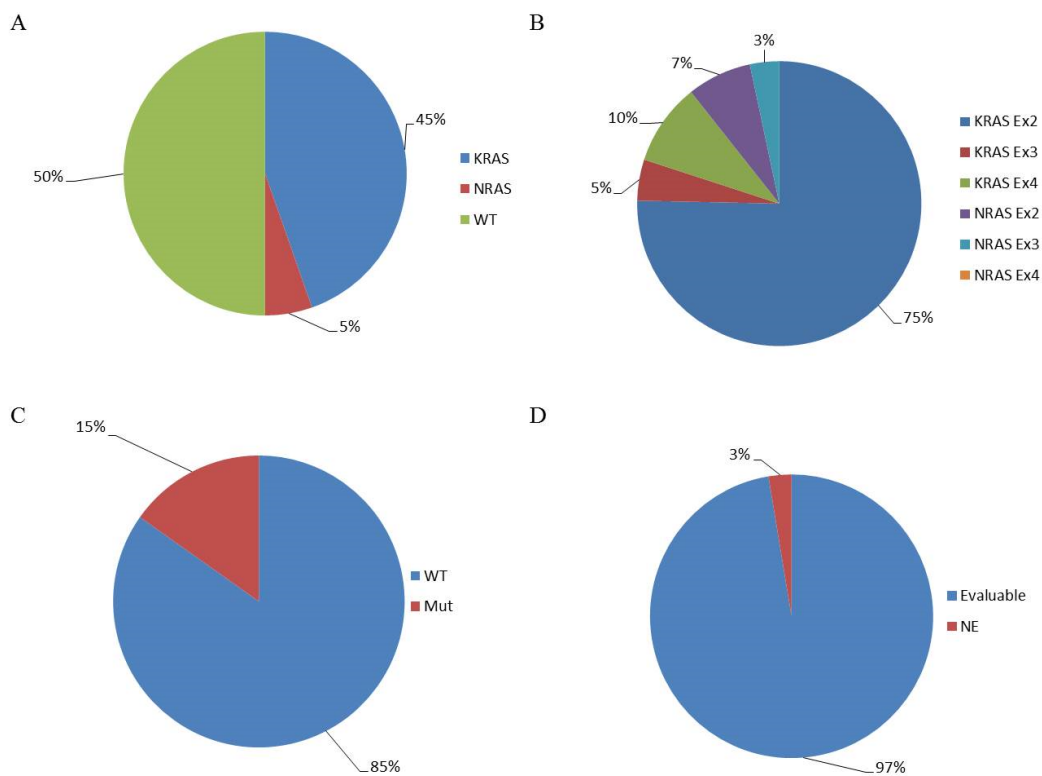 A
45%
50%
5%
KRAS
NRAS
WT
B
3%
7%
10%
5%
75%
KRAS Ex2
KRAS Ex3
KRAS Ex4
NRAS Ex2
NRAS Ex3
NRAS Ex4
C
15%
85%
WT
Mut
D
3%
97%
Evaluable
NE